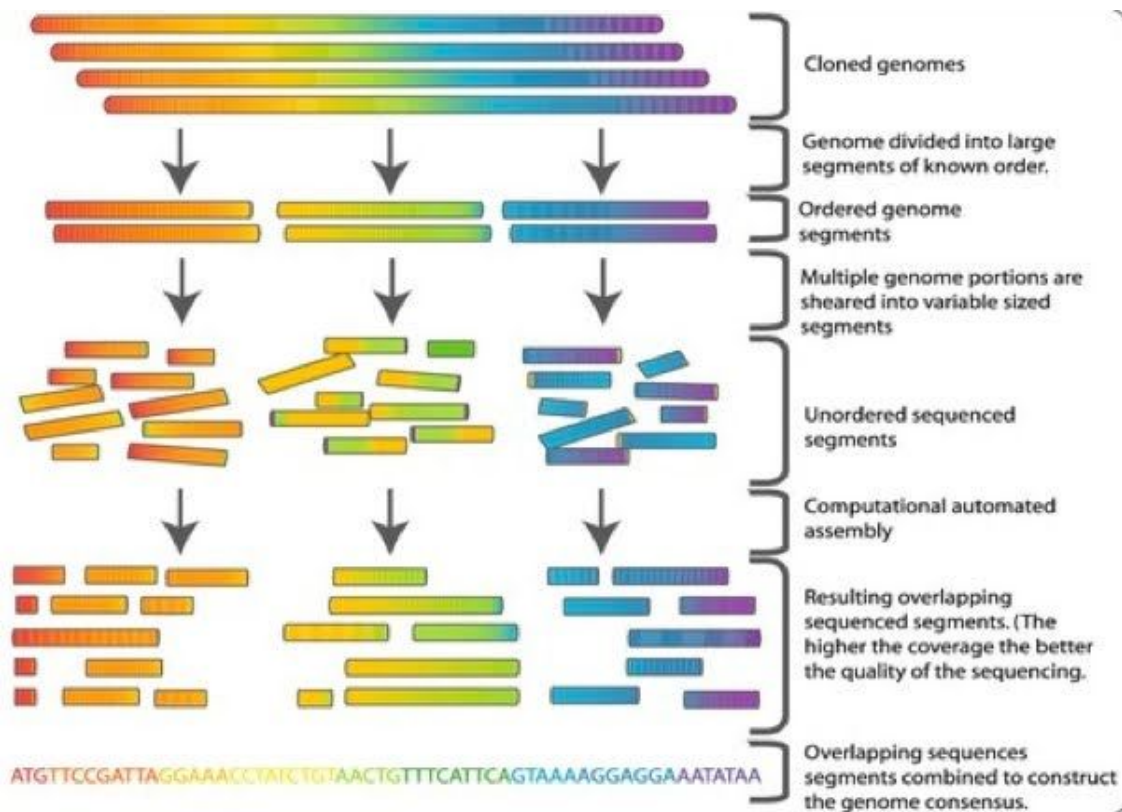 Cloned genomes
Genome divided into large
segments of known order.
Ordered genome
segments
Multiple genome portions are
sheared into variable sized
segments
Unordered sequenced
segments
Computational automated
assembly
Resulting overlapping
sequenced segments. (The
higher the coverage the better
the quality of the sequencing.
ATGTTCCGATTAGGAAACCTATCTGTAACTGTTTCATTCAGTAAAAGGAGGAAATATAA
Overlapping sequences
segments combined to construct
the genome consensus.